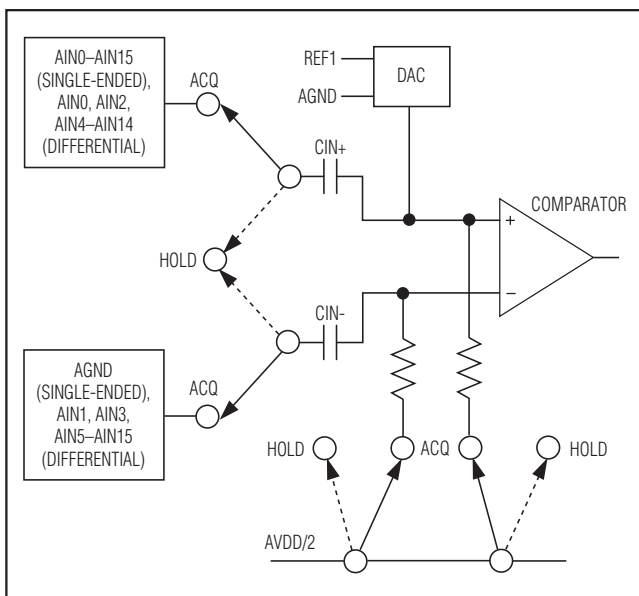 AIN0–AIN15
(SINGLE-ENDED),
AIN0, AIN2,
AIN4–AIN14
(DIFFERENTIAL)
ACQ
REF1
AGND
DAC
CIN+
COMPARATOR
+
HOLD
−
CIN-
AGND
(SINGLE-ENDED),
AIN1, AIN3,
AIN5–AIN15
(DIFFERENTIAL)
ACQ
HOLD
ACQ
HOLD
AVDD/2